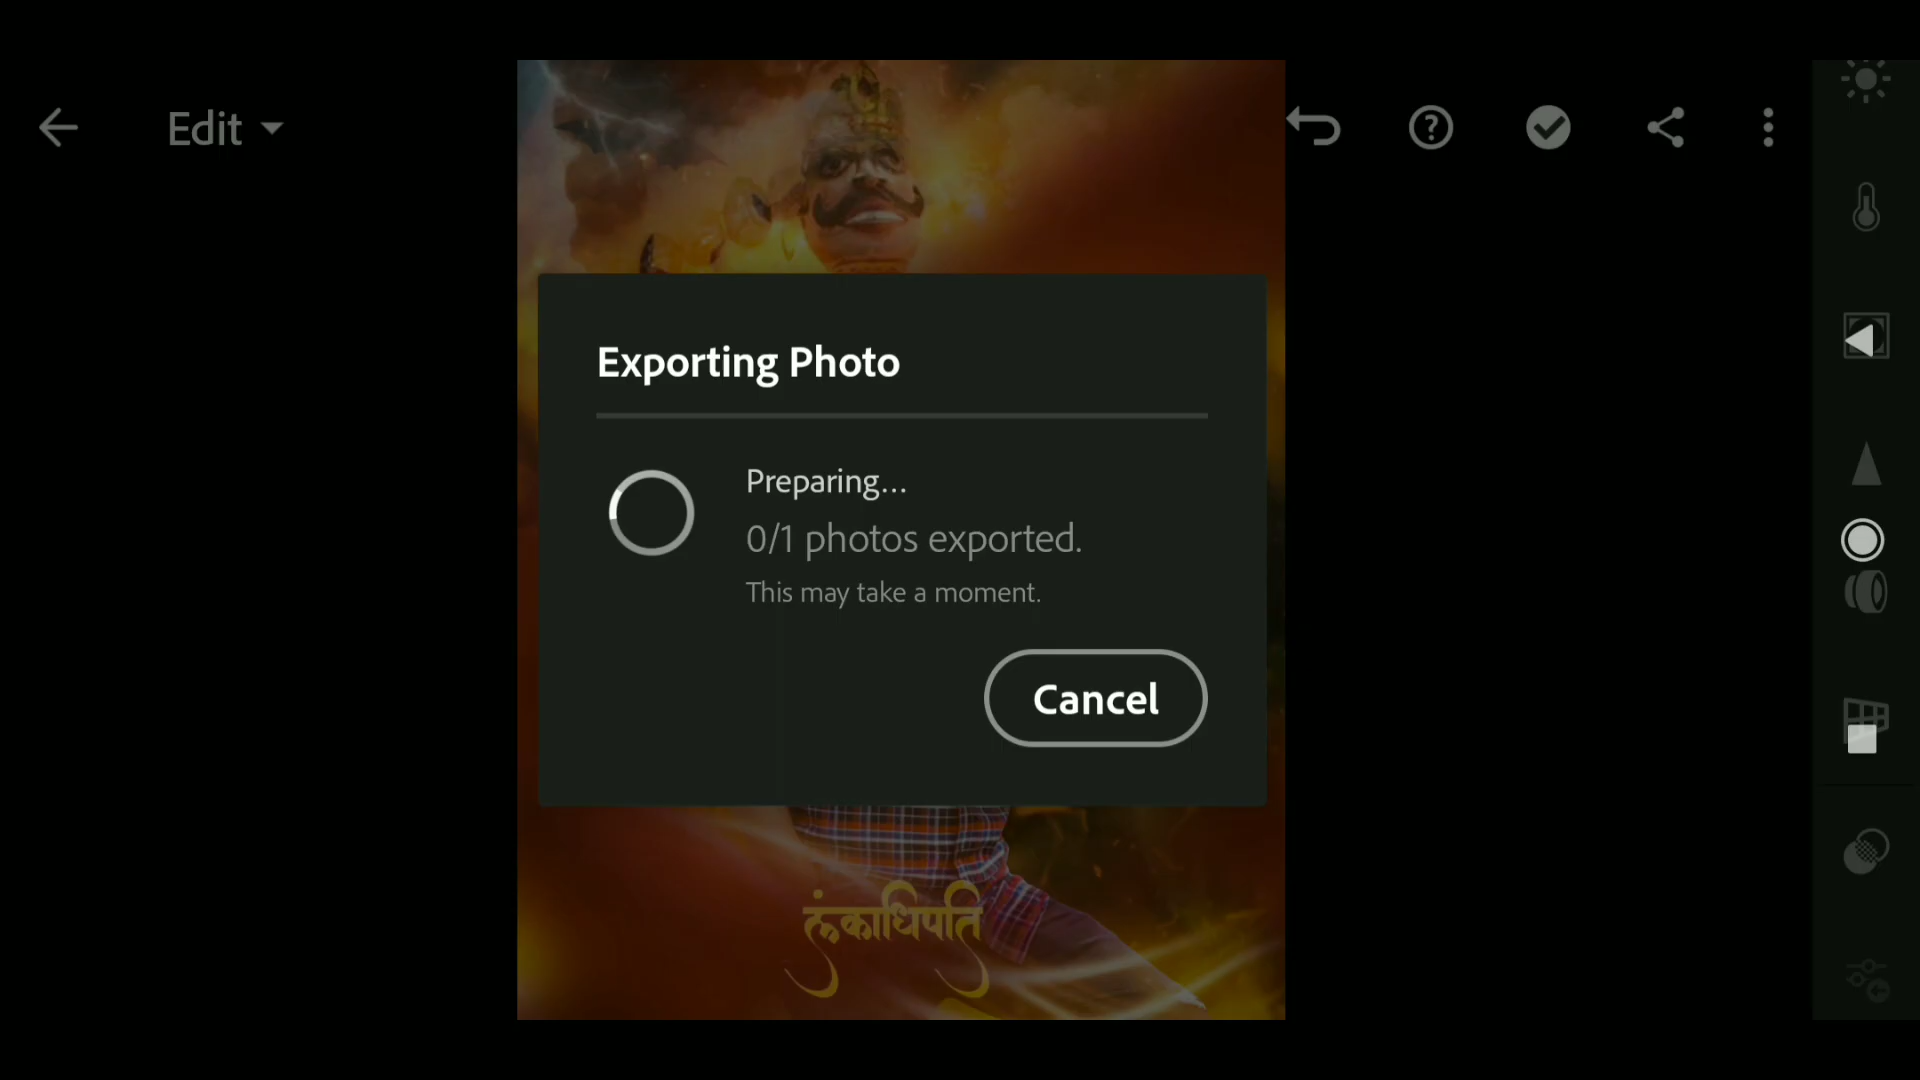 Edit
Exporting Photo
Preparing...
0/1 photos exported.
This may take a moment.
Cancel
लंकाधिपति